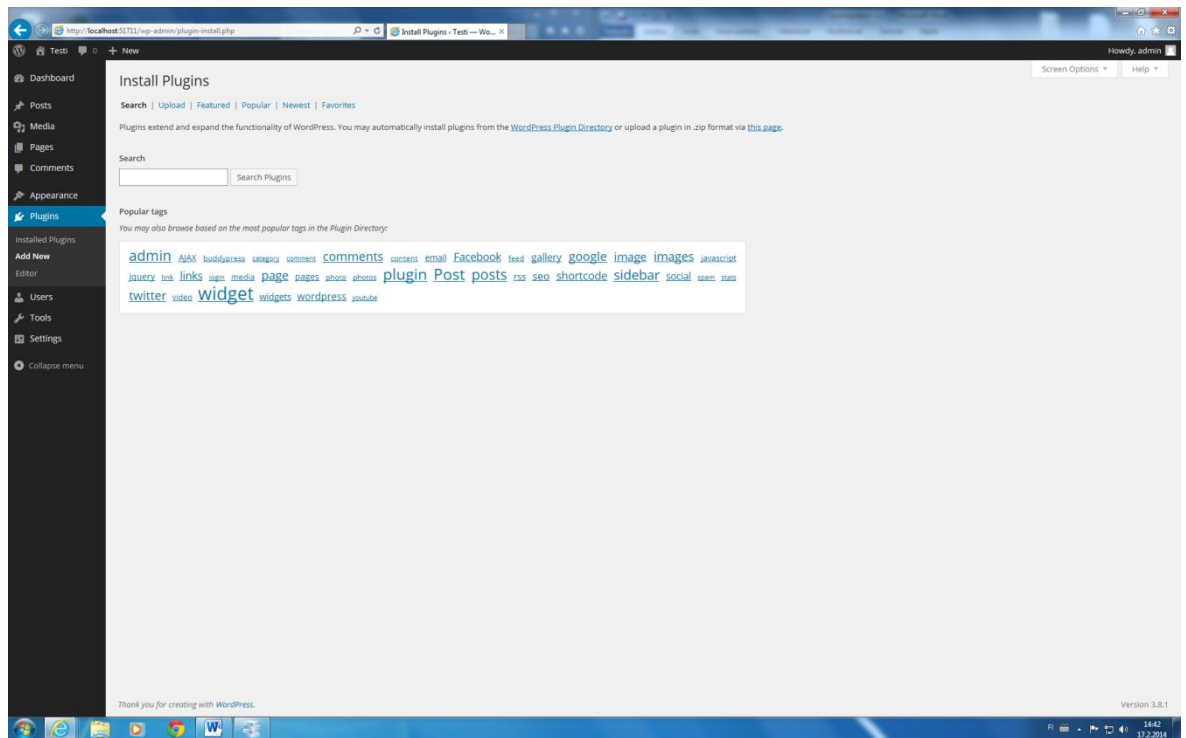 http://localhost:51711/wp-admin/plugin-install.php
Install Plugins ‹ Testi — Wo...
Testi 0 + New
Howdy, admin
Screen Options
Help
Dashboard
Posts
Media
Pages
Comments
Appearance
Plugins
Installed Plugins
Add New
Editor
Users
Tools
Settings
Collapse menu
Install Plugins
Search | Upload | Featured | Popular | Newest | Favorites
Plugins extend and expand the functionality of WordPress. You may automatically install plugins from the WordPress Plugin Directory or upload a plugin in .zip format via this page.
Search
Search Plugins
Popular tags
You may also browse based on the most popular tags in the Plugin Directory:
admin AJAX buddypress category comment comments content email Facebook feed gallery google image images javascript
jquery link links login media page pages photo photos plugin Post posts rss seo shortcode sidebar social spam stats
twitter video widget widgets wordpress youtube
Thank you for creating with WordPress.
Version 3.8.1
FI
14:42
17.2.2014